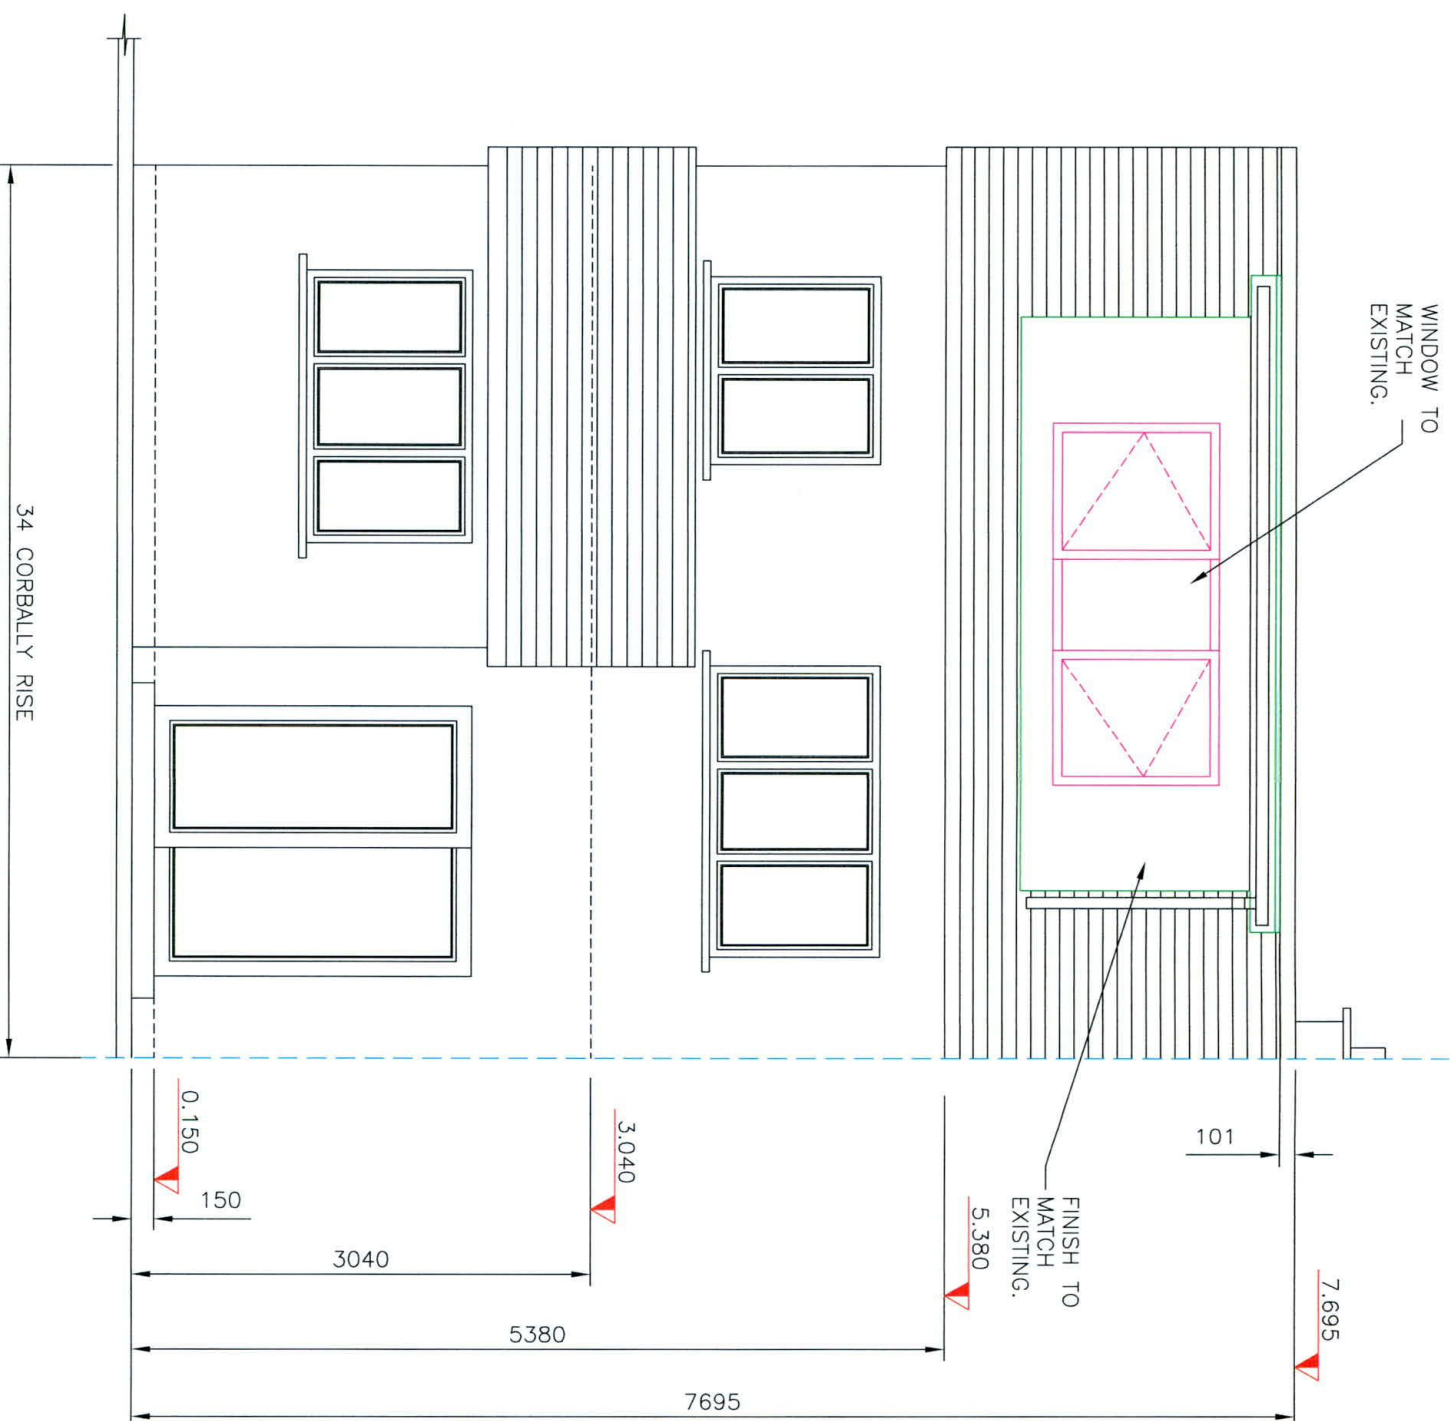 WINDOW TO
MATCH
EXISTING.
FINISH TO
MATCH
EXISTING.
7.695
5.380
3.040
0.150
101
150
3040
5380
7695
34 CORBALLY RISE